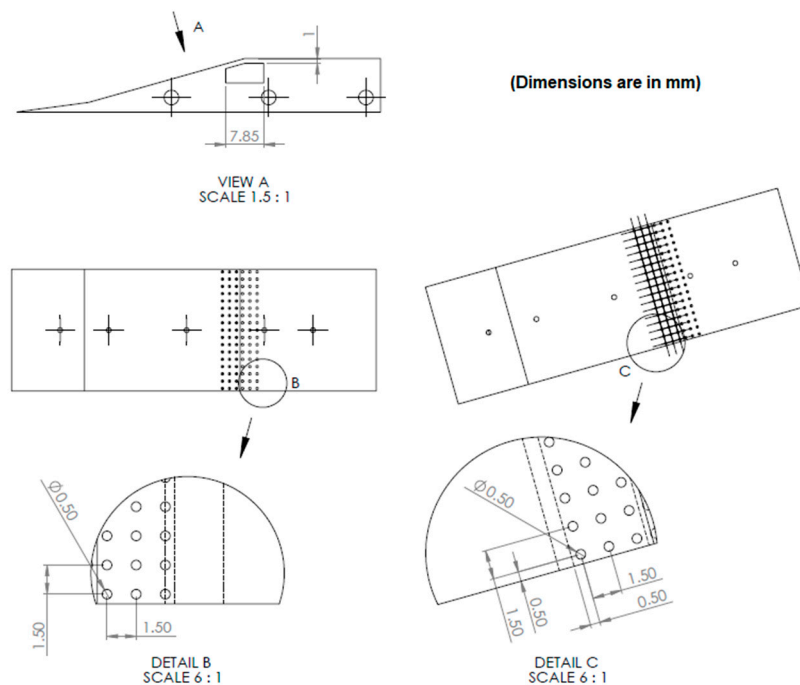 A
1
(Dimensions are in mm)
7.85
VIEW A
SCALE 1.5 : 1
B
C
Ø0.50
1.50
1.50
DETAIL B
SCALE 6 : 1
Ø0.50
1.50
0.50
1.50
0.50
DETAIL C
SCALE 6 : 1